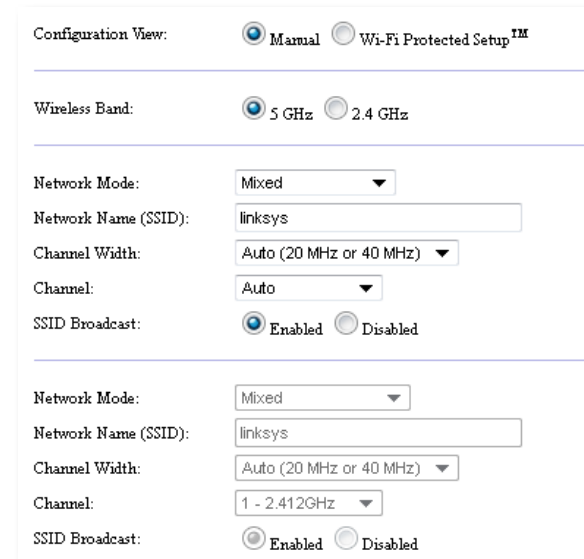 Configuration View: Manual Wi-Fi Protected Setup™
Wireless Band: 5 GHz 2.4 GHz
Network Mode: Mixed
Network Name (SSID): linksys
Channel Width: Auto (20 MHz or 40 MHz)
Channel: Auto
SSID Broadcast: Enabled Disabled
Network Mode: Mixed
Network Name (SSID): linksys
Channel Width: Auto (20 MHz or 40 MHz)
Channel: 1 - 2.412GHz
SSID Broadcast: Enabled Disabled